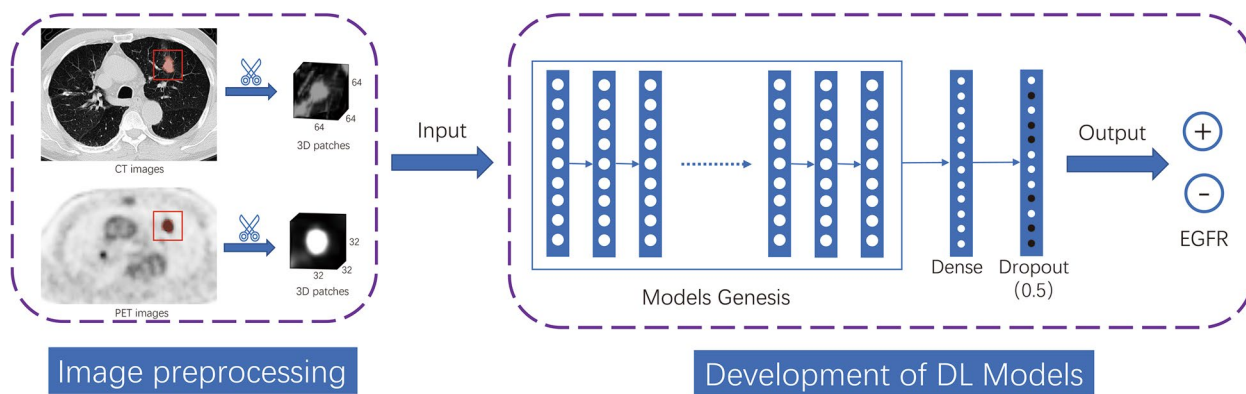 CT images
64
64
64
3D patches
PET images
32
32
32
3D patches
Image preprocessing
Input
Models Genesis
Dense
Dropout
(0.5)
Output
+
-
EGFR
Development of DL Models